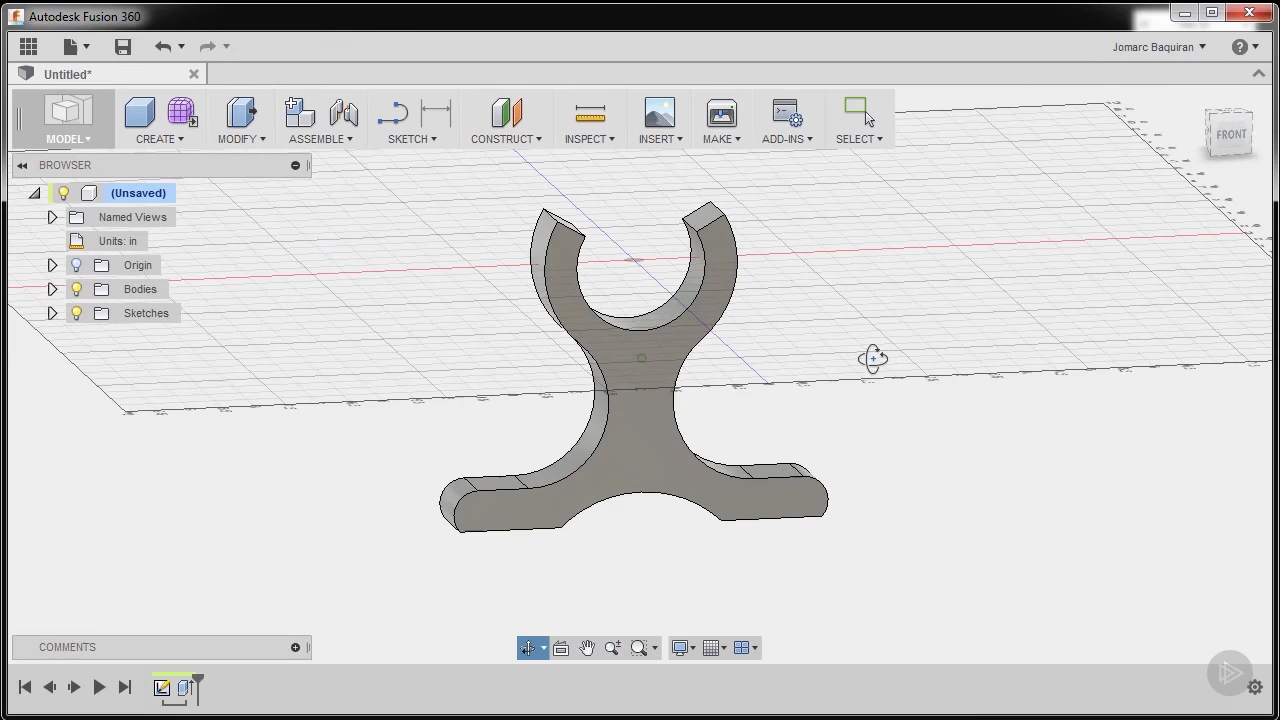 Autodesk Fusion 360
Jomarc Baquiran
Untitled*
MODEL
CREATE
MODIFY
ASSEMBLE
SKETCH
CONSTRUCT
INSPECT
INSERT
MAKE
ADD-INS
SELECT
FRONT
BROWSER
(Unsaved)
Named Views
Units: in
Origin
Bodies
Sketches
COMMENTS